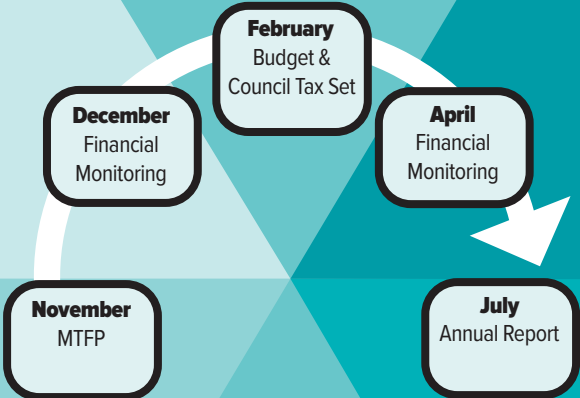 February
Budget &
Council Tax Set
December
Financial
Monitoring
April
Financial
Monitoring
November
MTFP
July
Annual Report